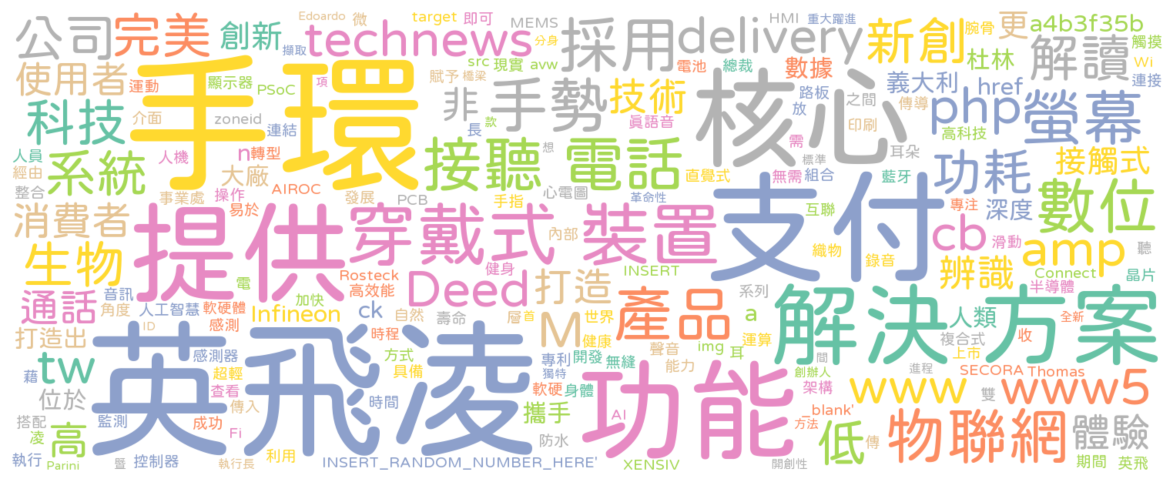 公司 完美 創新 technews 採用 delivery 新創 更 a4b3f35b
Edoardo 微 target 即可 MEMS HMI 重大躍進 腕骨
擷取 分身 src 現實 avw 電池 總裁 數據 杜林 解讀 觸摸 Wi
使用者 運動 手環 顯示器 PSoC 賦予 橋梁 非 手勢 技術 核心 路板 義大利 href 連接
科技 介面 zoneid 項 連結 長 款 真語音 放 之間 傳導 php 螢幕
印刷 高科技
人員 系統 人機 n 轉型 接聽 電話 需 標準 耳朵 功耗 接觸式
經由 大廠 想 直覺式 無需 組合 藍牙
整合 事業處 操作 AIROC 發展 PCB 手指 心電圖 革命性 支付 互聯 專注 深度 數位
消費者 易於 提供 穿戴式 裝置 內部 織物 cb 滑動 amp 聽
生物 電 Rosteck 健身 INSERT 錄音 辨識 Connect 晶片
通話 音訊 人工智慧 軟硬體 加快 高效能 Deed 打造 產品 系列 半導體
角度 Infineon ck 自然 層 首 世界 a 解決方案 人類
打造出 ID 感測 時程 壽命 M 健康 聲音 img 耳 運算 複合式 收 全新
tw 感測器 英飛凌 方式 專利 開發 無縫 能力 上市
藉 超輕 具備 獨特 功能 間 創辦人 進程 SECORA Thomas
位於 查看 時間 軟硬 身體 架構 www 雙 www5
搭配 監測 成功 傳入 攜手 AI _blank' 方法
凌 高 Fi 防水 低 傳 物聯網 體驗
執行 Parini 暨 控制器 執行長 利用 INSERT_RANDOM_NUMBER_HERE' XENSIV 開創性 期間 英飛